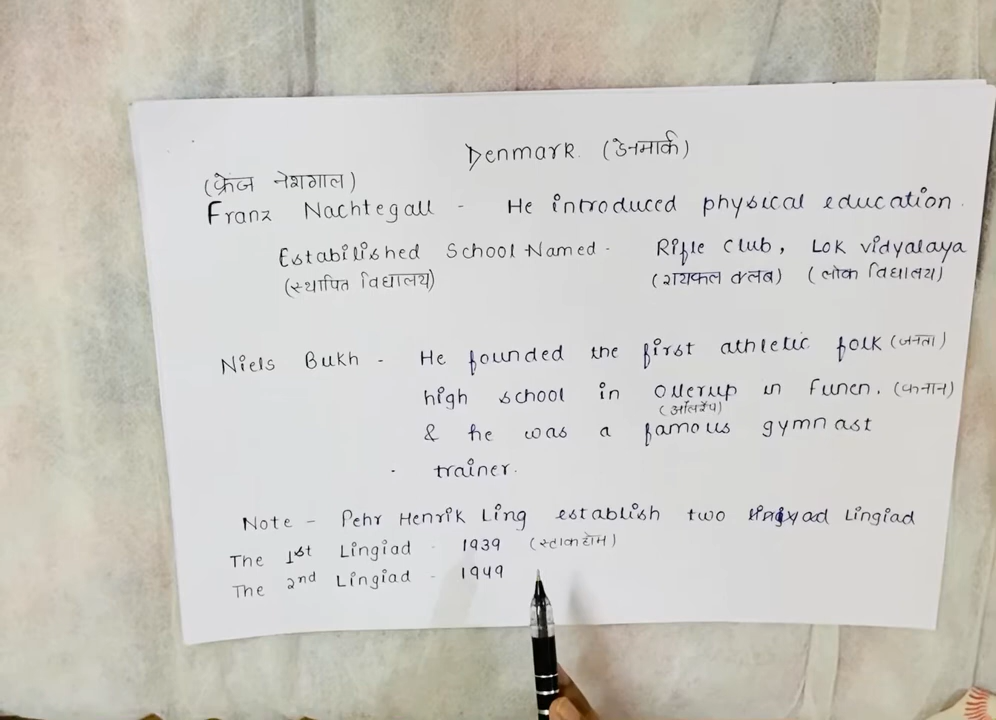 Denmark. (डेनमार्क)
(फ्रेंज नेशगाल)
Franz Nachtegall - He introduced physical education.
Estabilished School Named - Rifle Club, Lok vidyalaya
(स्थापित विद्यालय) (रायफल क्लब) (लोक विद्यालय)
Niels Bukh - He founded the first athletic folk (जनता)
high school in Ollerup in Funen. (फनान)
(ऑलरैप)
& he was a famous gymnast
trainer.
Note - Pehr Henrik Ling establish two Lingiad
The 1st Lingiad - 1939 (स्टाकहोम)
The 2nd Lingiad - 1949